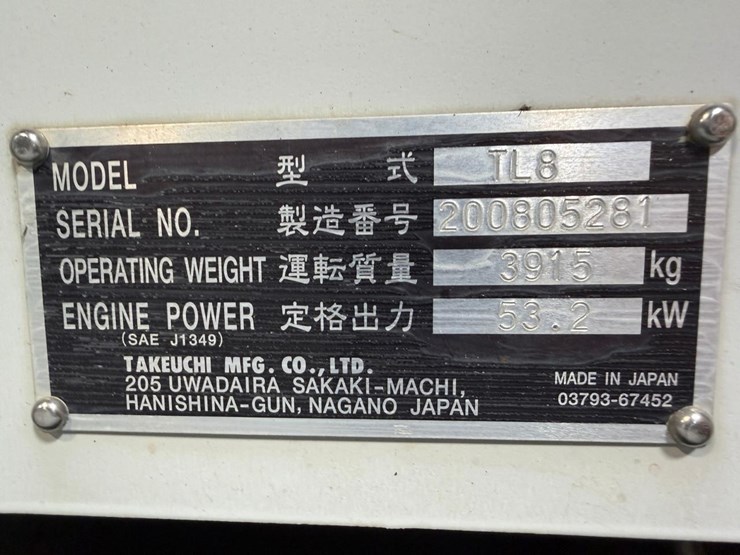 MODEL 型式 TL8
SERIAL NO. 製造番号 200805281
OPERATING WEIGHT 運転質量 3915 kg
ENGINE POWER 定格出力 53.2 kW
(SAE J1349)
TAKEUCHI MFG. CO., LTD.
205 UWADAIRA SAKAKI-MACHI,
HANISHINA-GUN, NAGANO JAPAN
MADE IN JAPAN
03793-67452